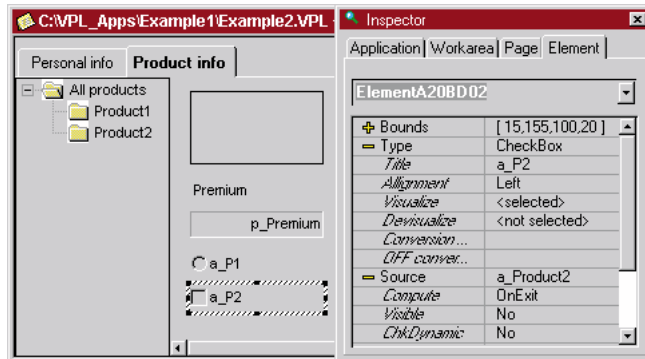 C:\VPL_Apps\Example1\Example2.VPL
Personal info
Product info
All products
Product1
Product2
Premium
p_Premium
a_P1
a_P2
Inspector
Application
Workarea
Page
Element
ElementA20BD02
Bounds [15,155,100,20]
Type CheckBox
Title a_P2
Allignment Left
Visualize <selected>
Devisualize <not selected>
Conversion ...
OFF conver...
Source a_Product2
Compute OnExit
Visible No
ChkDynamic No